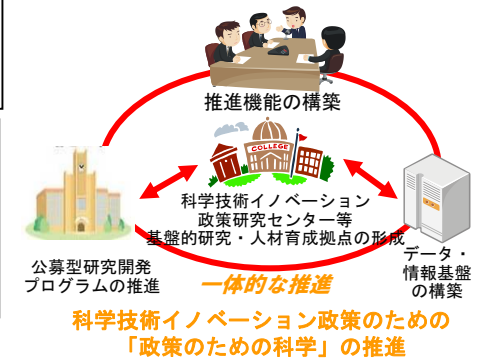 推進機能の構築
COLLEGE
科学技術イノベーション
政策研究センター等
基盤的研究・人材育成拠点の形成
公募型研究開発
プログラムの推進
データ・
情報基盤
の構築
一体的な推進
科学技術イノベーション政策のための
「政策のための科学」の推進